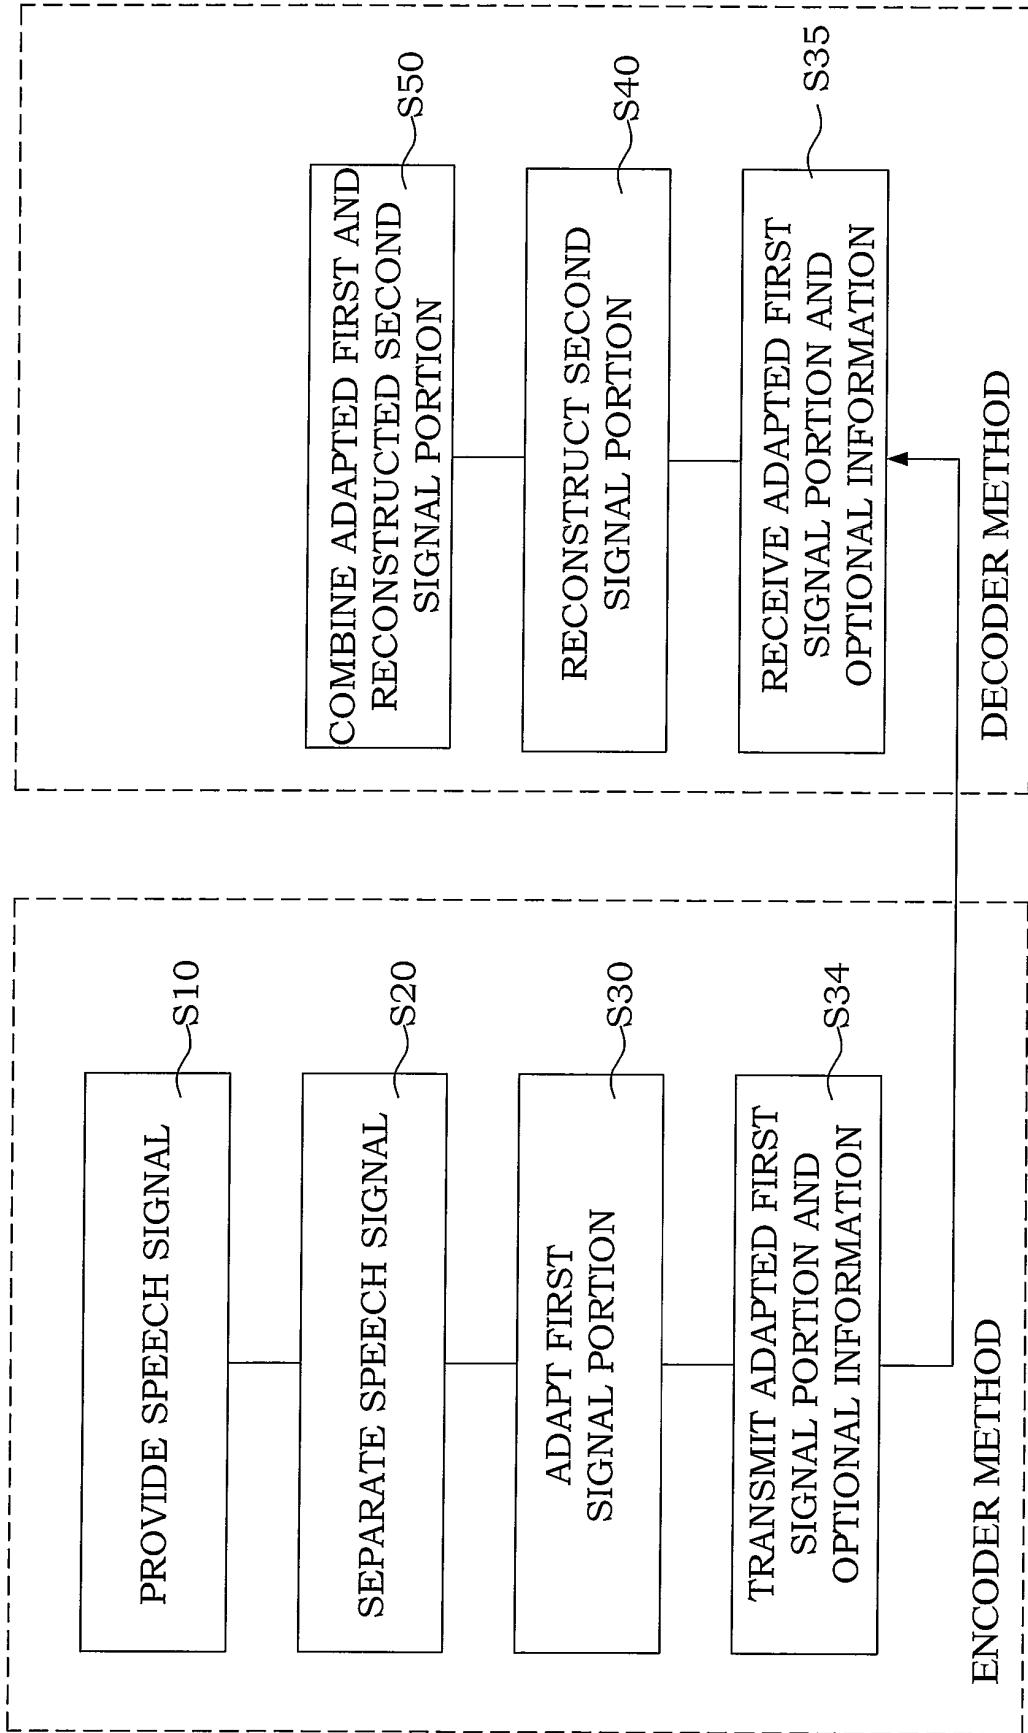 PROVIDE SPEECH SIGNAL
S10
SEPARATE SPEECH SIGNAL
S20
ADAPT FIRST
SIGNAL PORTION
S30
TRANSMIT ADAPTED FIRST
SIGNAL PORTION AND
OPTIONAL INFORMATION
S34
ENCODER METHOD
COMBINE ADAPTED FIRST AND
RECONSTRUCTED SECOND
SIGNAL PORTION
S50
RECONSTRUCT SECOND
SIGNAL PORTION
S40
RECEIVE ADAPTED FIRST
SIGNAL PORTION AND
OPTIONAL INFORMATION
S35
DECODER METHOD